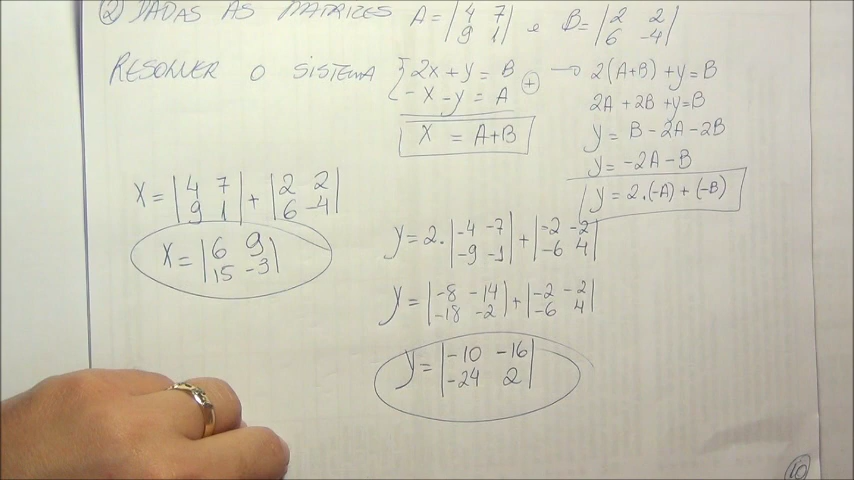 ② DADAS AS MATRIZES A = |4 7| e B = |2 2|
|9 1| |6 -4|
RESOLVER O SISTEMA { 2x + y = B ⊕ → 2(A+B) + y = B
-x - y = A 2A + 2B + y = B
x = A+B y = B - 2A - 2B
y = -2A - B
y = 2.(-A) + (-B)
x = |4 7| + |2 2|
|9 1| |6 -4|
x = |6 9|
|15 -3|
y = 2. |-4 -7| + |-2 -2|
|-9 -1| |-6 4|
y = |-8 -14| + |-2 -2|
|-18 -2| |-6 4|
y = |-10 -16|
|-24 2|
10